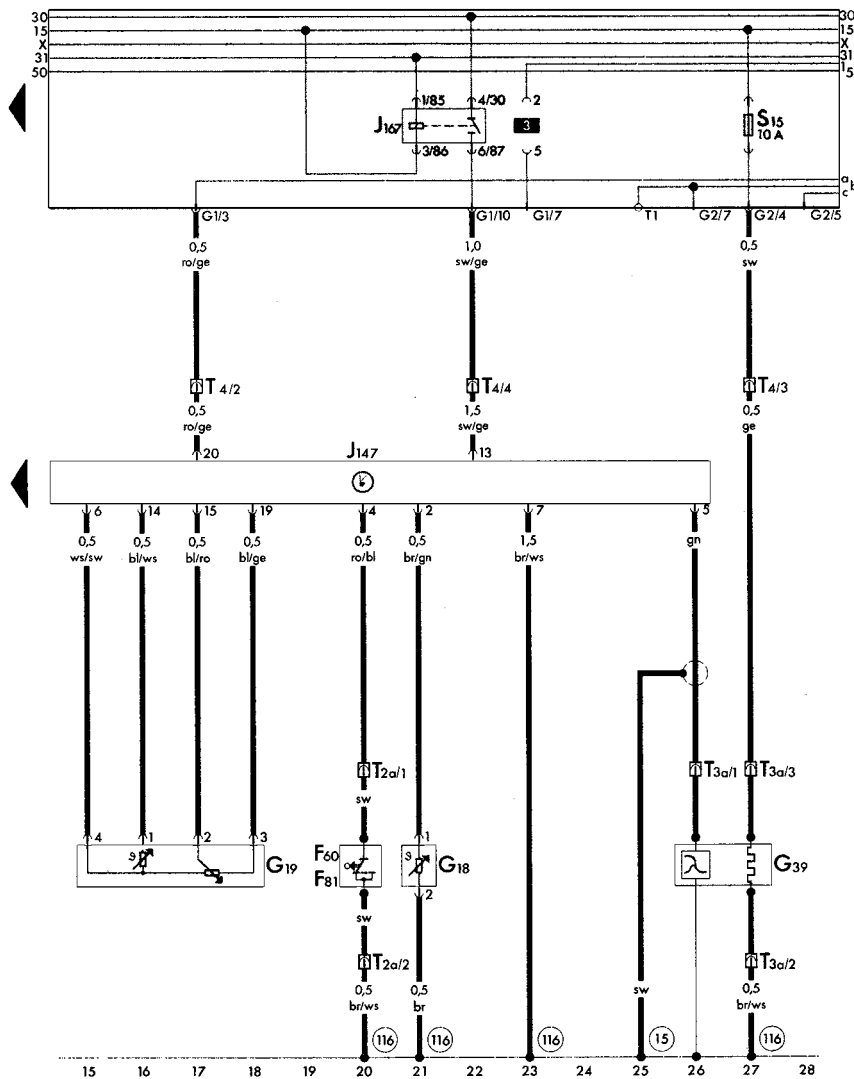 30 30
15 15
X X
31 31
50 15
1/85 4/30 2
J167 3 S15
10 A
3/86 6/87 5
a
b
c
G1/3 G1/10 G1/7 T1 G2/7 G2/4 G2/5
0,5 1,0 0,5
ro/ge sw/ge sw
T4/2 T4/4 T4/3
0,5 1,5 0,5
ro/ge sw/ge ge
20 J147 13
6 14 15 19 4 2 7 5
0,5 0,5 0,5 0,5 0,5 0,5 1,5 gn
ws/sw bl/ws bl/ro bl/ge ro/bl br/gn br/ws
T2a/1 T3a/1 T3a/3
sw
4 1 2 3 1
G19 F60 G18 G39
F81
2
sw
T2a/2 T3a/2
0,5 0,5 sw 0,5
br/ws br br/ws
116 116 116 15 116
15 16 17 18 19 20 21 22 23 24 25 26 27 28